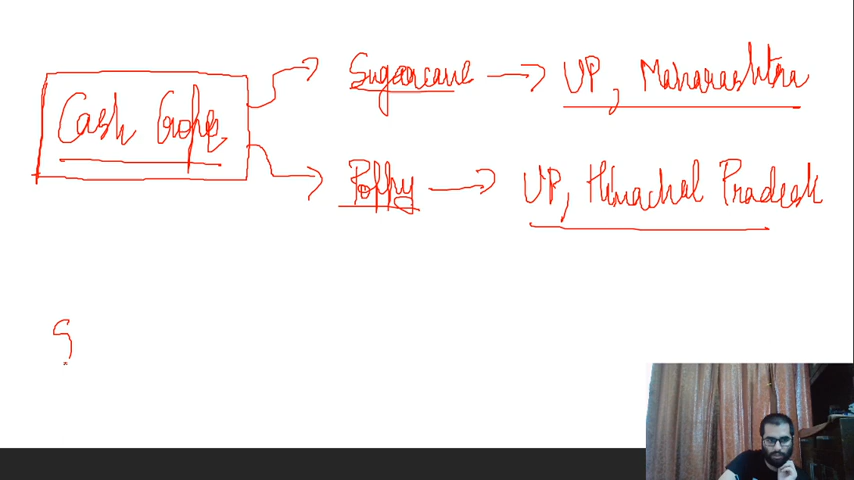 Sugarcane → UP, Maharashtra
Cash Crops
Poppy → UP, Himachal Pradesh
S